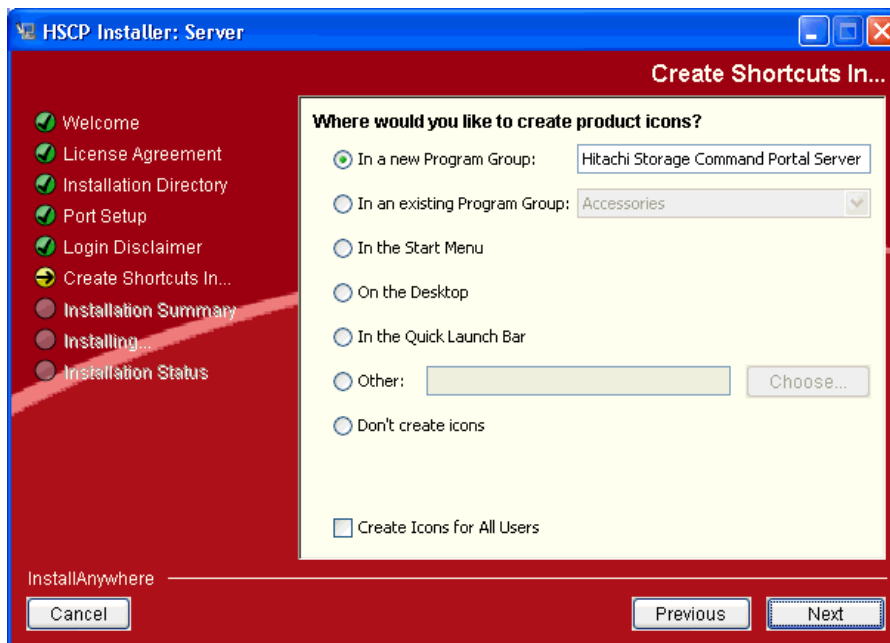 HSCP Installer: Server
Create Shortcuts In...
Welcome
License Agreement
Installation Directory
Port Setup
Login Disclaimer
Create Shortcuts In...
Installation Summary
Installing...
Installation Status
Where would you like to create product icons?
In a new Program Group: Hitachi Storage Command Portal Server
In an existing Program Group: Accessories
In the Start Menu
On the Desktop
In the Quick Launch Bar
Other: Choose...
Don't create icons
Create Icons for All Users
InstallAnywhere
Cancel Previous Next